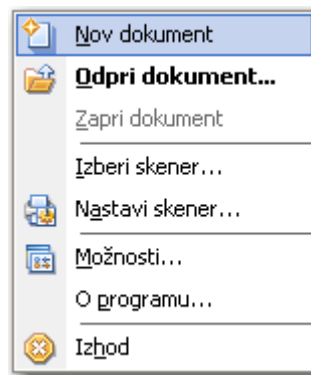 Nov dokument
Odpri dokument...
Zapri dokument
Izberi skener...
Nastavi skener...
Možnosti...
O programu...
Izhod